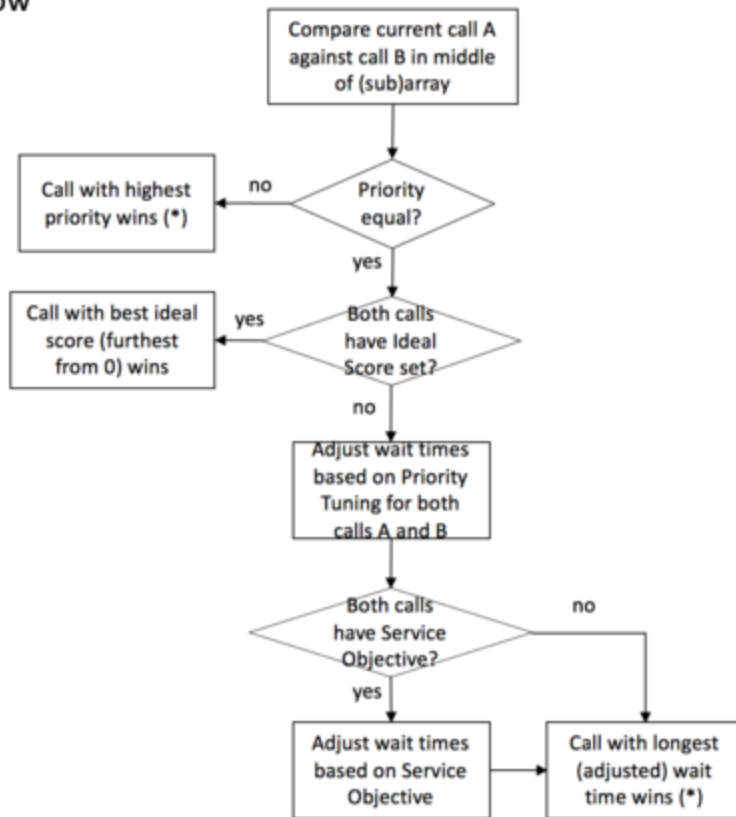 ow
Compare current call A
against call B in middle
of (sub)array
Priority
equal?
no
Call with highest
priority wins (*)
yes
Both calls
have Ideal
Score set?
yes
Call with best ideal
score (furthest
from 0) wins
no
Adjust wait times
based on Priority
Tuning for both
calls A and B
Both calls
have Service
Objective?
no
yes
Adjust wait times
based on Service
Objective
Call with longest
(adjusted) wait
time wins (*)